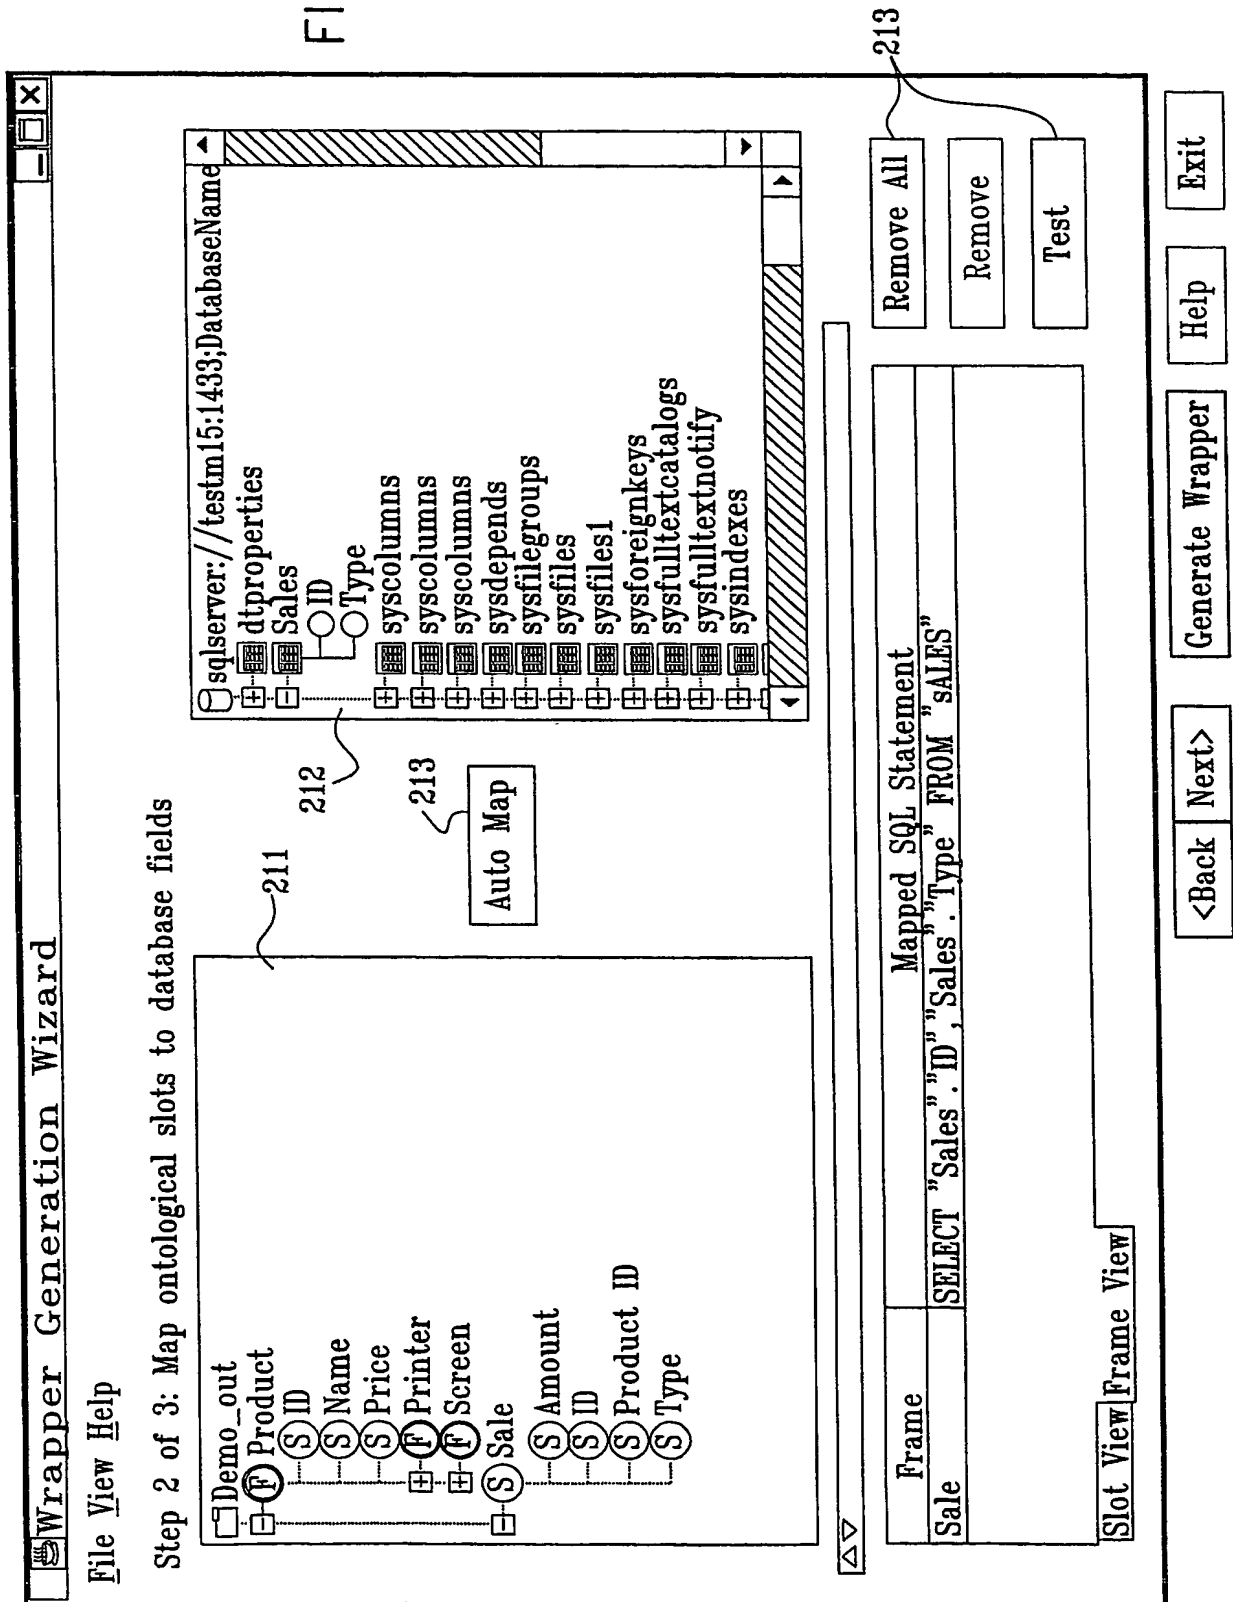 FI
Wrapper Generation Wizard
File View Help
Step 2 of 3: Map ontological slots to database fields
211
Demo_out
F Product
S ID
S Name
S Price
F Printer
F Screen
S Sale
S Amount
S ID
S Product ID
S Type
213
Auto Map
212
sqlserver://testm15:1433;DatabaseName
dtproperties
Sales
ID
Type
syscolumns
syscolumns
syscolumns
sysdepends
sysfilegroups
sysfiles
sysfiles1
sysforeignkeys
sysfulltextcatalogs
sysfulltextnotify
sysindexes
Frame Mapped SQL Statement
Sale SELECT "Sales"."ID","Sales"."Type" FROM "sALES"
213
Remove All
Remove
Test
Slot View Frame View
<Back Next> Generate Wrapper Help Exit